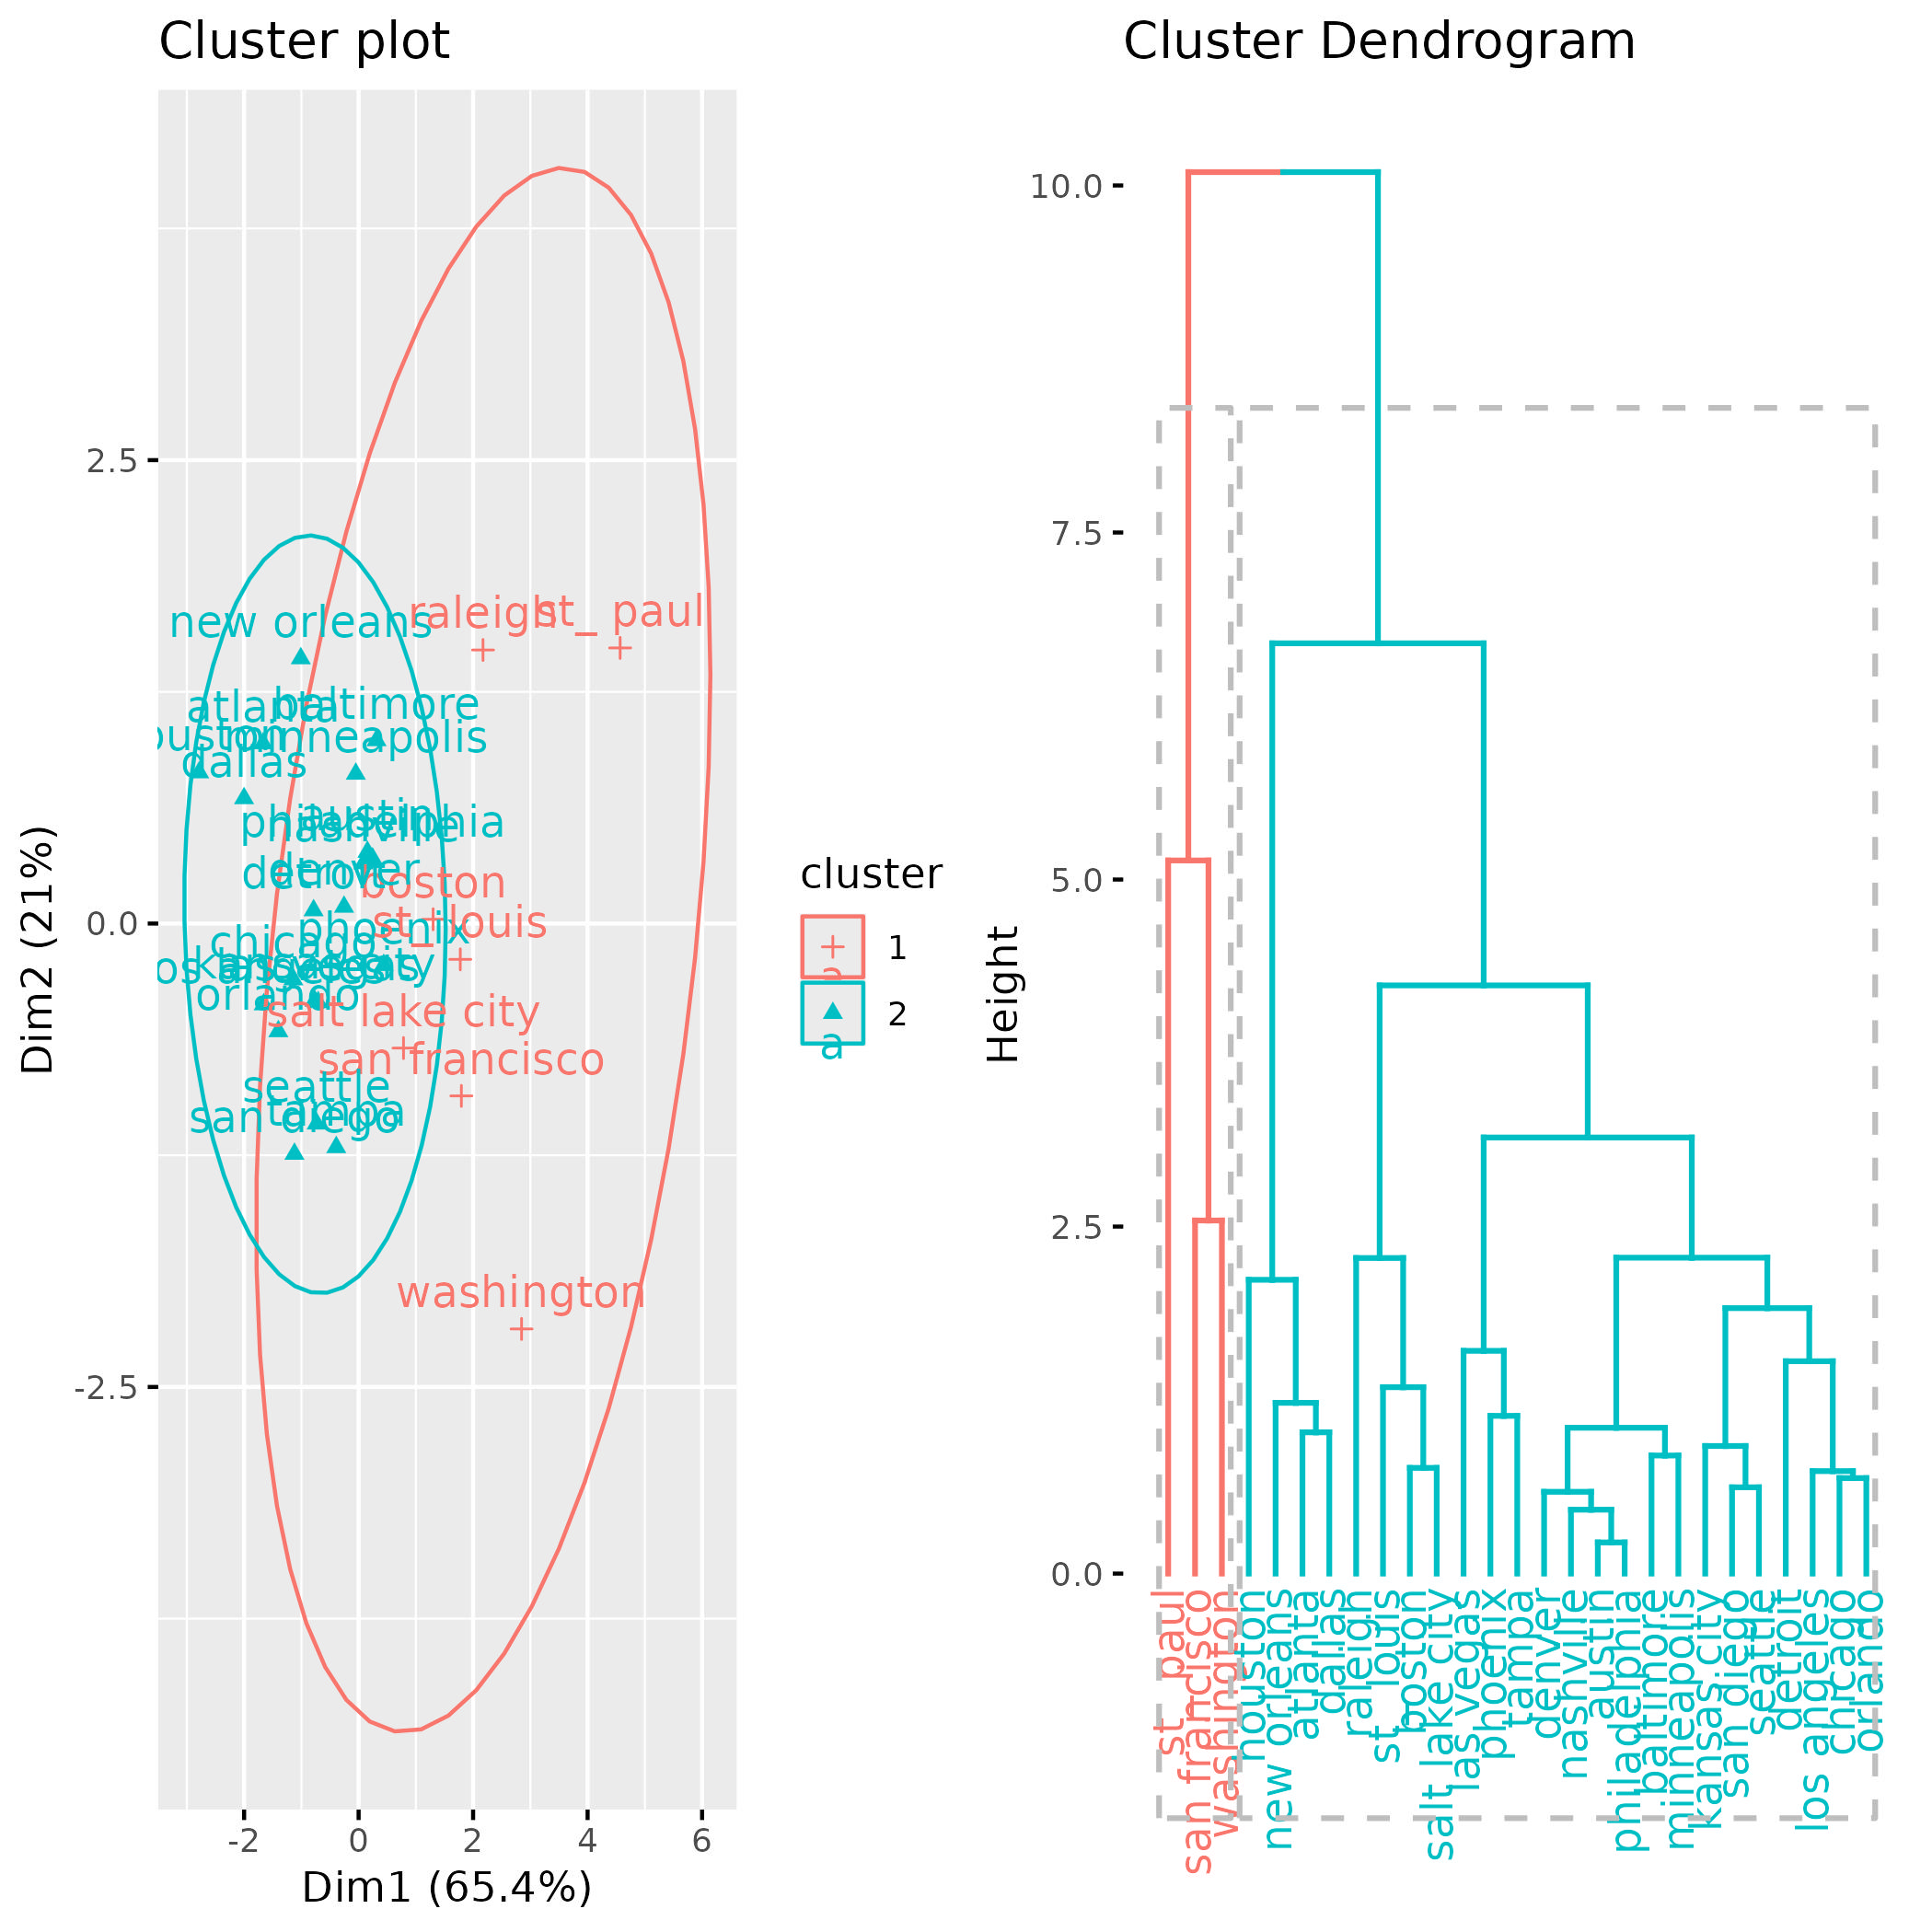 Cluster plot
2.5
0.0
-2.5
Dim2 (21%)
new orleans
raleigh
st_ paul
atlanta
baltimore
minneapolis
dallas
philadelphia
austin
nashville
detroit
denver
boston
st_louis
phoenix
chicago
kansas city
orlando
salt lake city
san francisco
seattle
tampa
san diego
washington
-2
0
2
4
6
Dim1 (65.4%)
cluster
1
a
2
a
Cluster Dendrogram
10.0
7.5
5.0
2.5
0.0
Height
st_ paul
san francisco
washington
houston
new orleans
atlanta
dallas
raleigh
st_louis
boston
salt lake city
las vegas
phoenix
tampa
denver
nashville
austin
philadelphia
baltimore
minneapolis
kansas city
san diego
seattle
detroit
los angeles
chicago
orlando